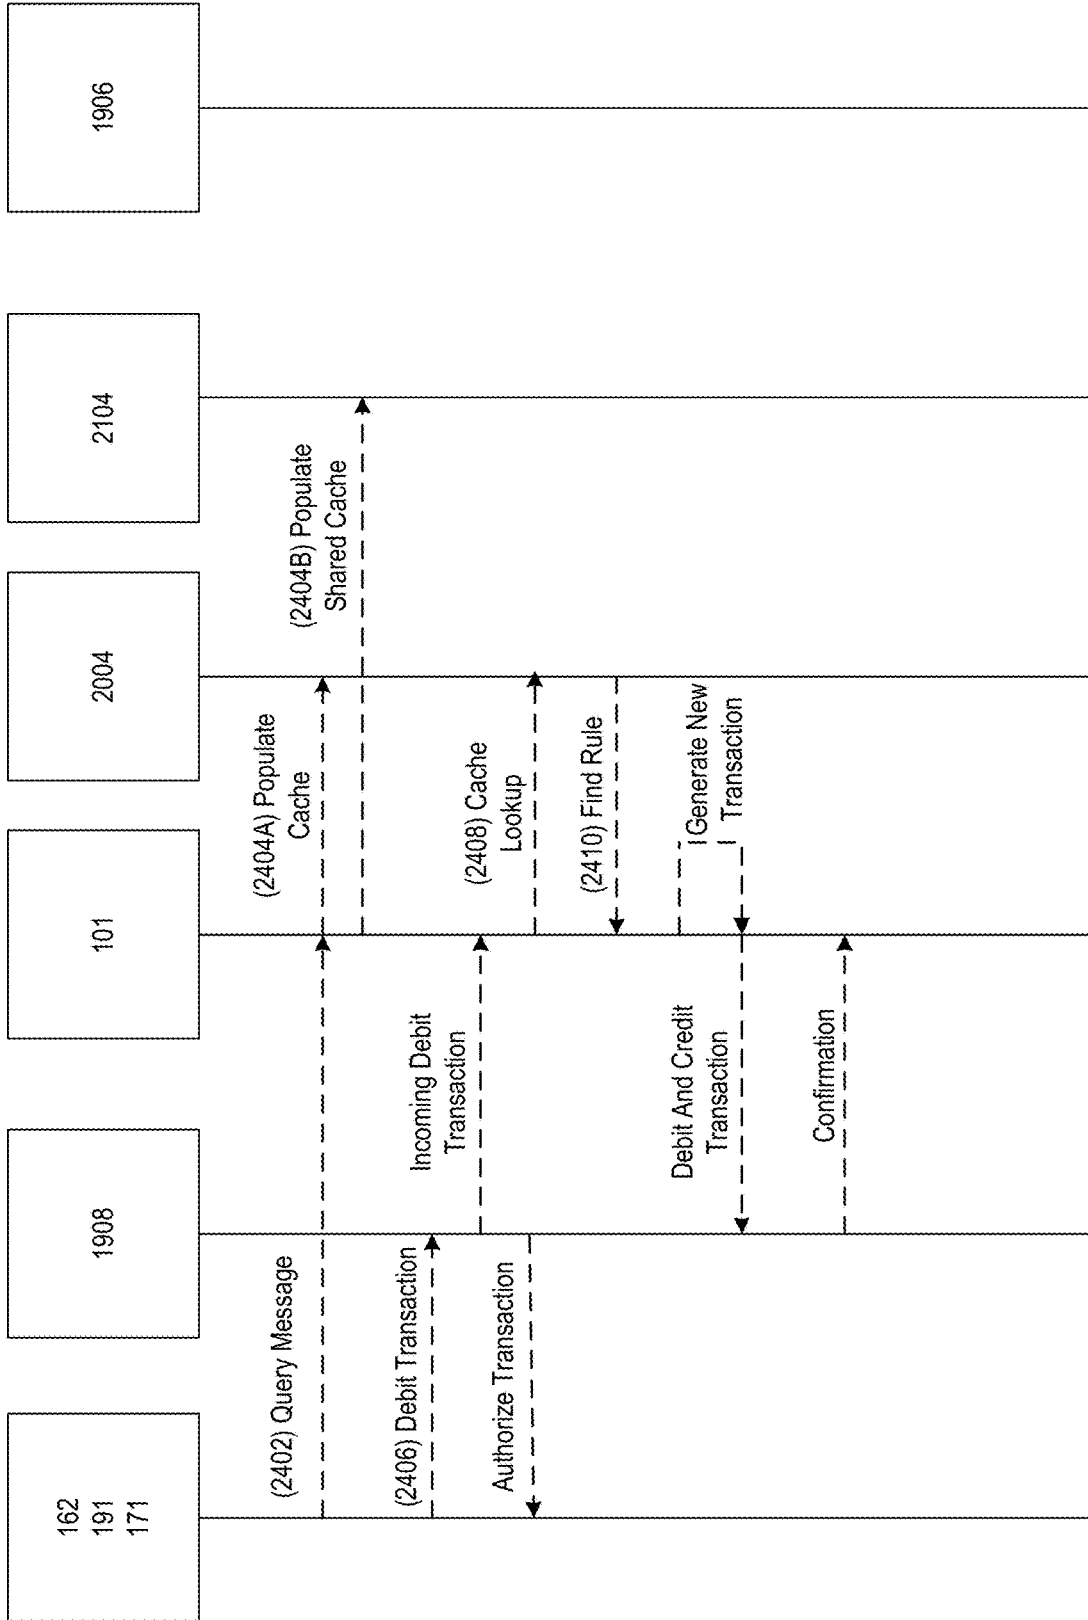 162
191
171
1908
101
2004
2104
1906
(2402) Query Message
(2404A) Populate
Cache
(2404B) Populate
Shared Cache
(2406) Debit Transaction
Incoming Debit
Transaction
Authorize Transaction
(2408) Cache
Lookup
(2410) Find Rule
Generate New
Transaction
Debit And Credit
Transaction
Confirmation